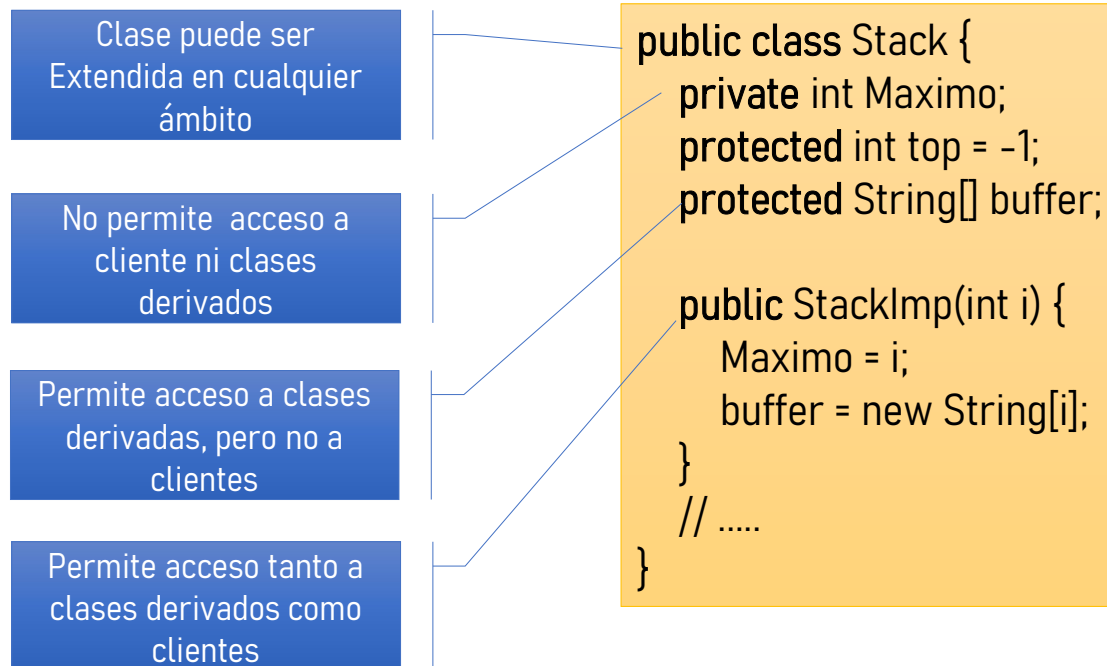 Clase puede ser
Extendida en cualquier
ámbito
No permite acceso a
cliente ni clases
derivados
Permite acceso a clases
derivadas, pero no a
clientes
Permite acceso tanto a
clases derivados como
clientes
public class Stack {
private int Maximo;
protected int top = -1;
protected String[] buffer;
public StackImp(int i) {
Maximo = i;
buffer = new String[i];
}
// .....
}